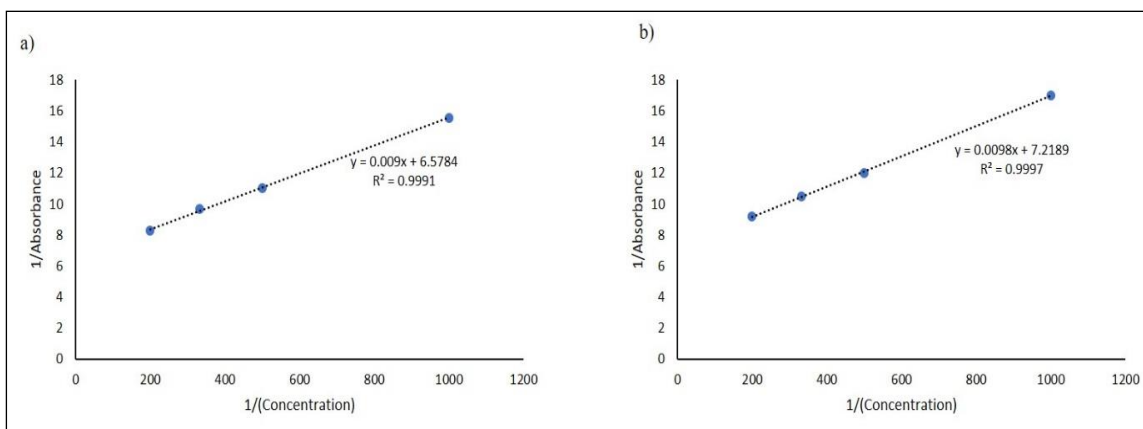 a)
18
16
14
12
10
8
6
4
2
0
1/Absorbance
y = 0.009x + 6.5784
R² = 0.9991
0 200 400 600 800 1000 1200
1/(Concentration)
b)
18
16
14
12
10
8
6
4
2
0
1/Absorbance
y = 0.0098x + 7.2189
R² = 0.9997
0 200 400 600 800 1000 1200
1/(Concentration)